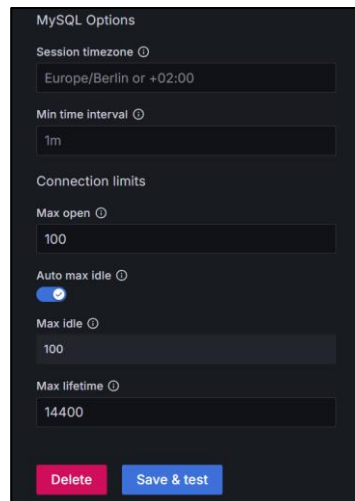 MySQL Options
Session timezone
Europe/Berlin or +02:00
Min time interval
1m
Connection limits
Max open
100
Auto max idle
Max idle
100
Max lifetime
14400
Delete Save & test